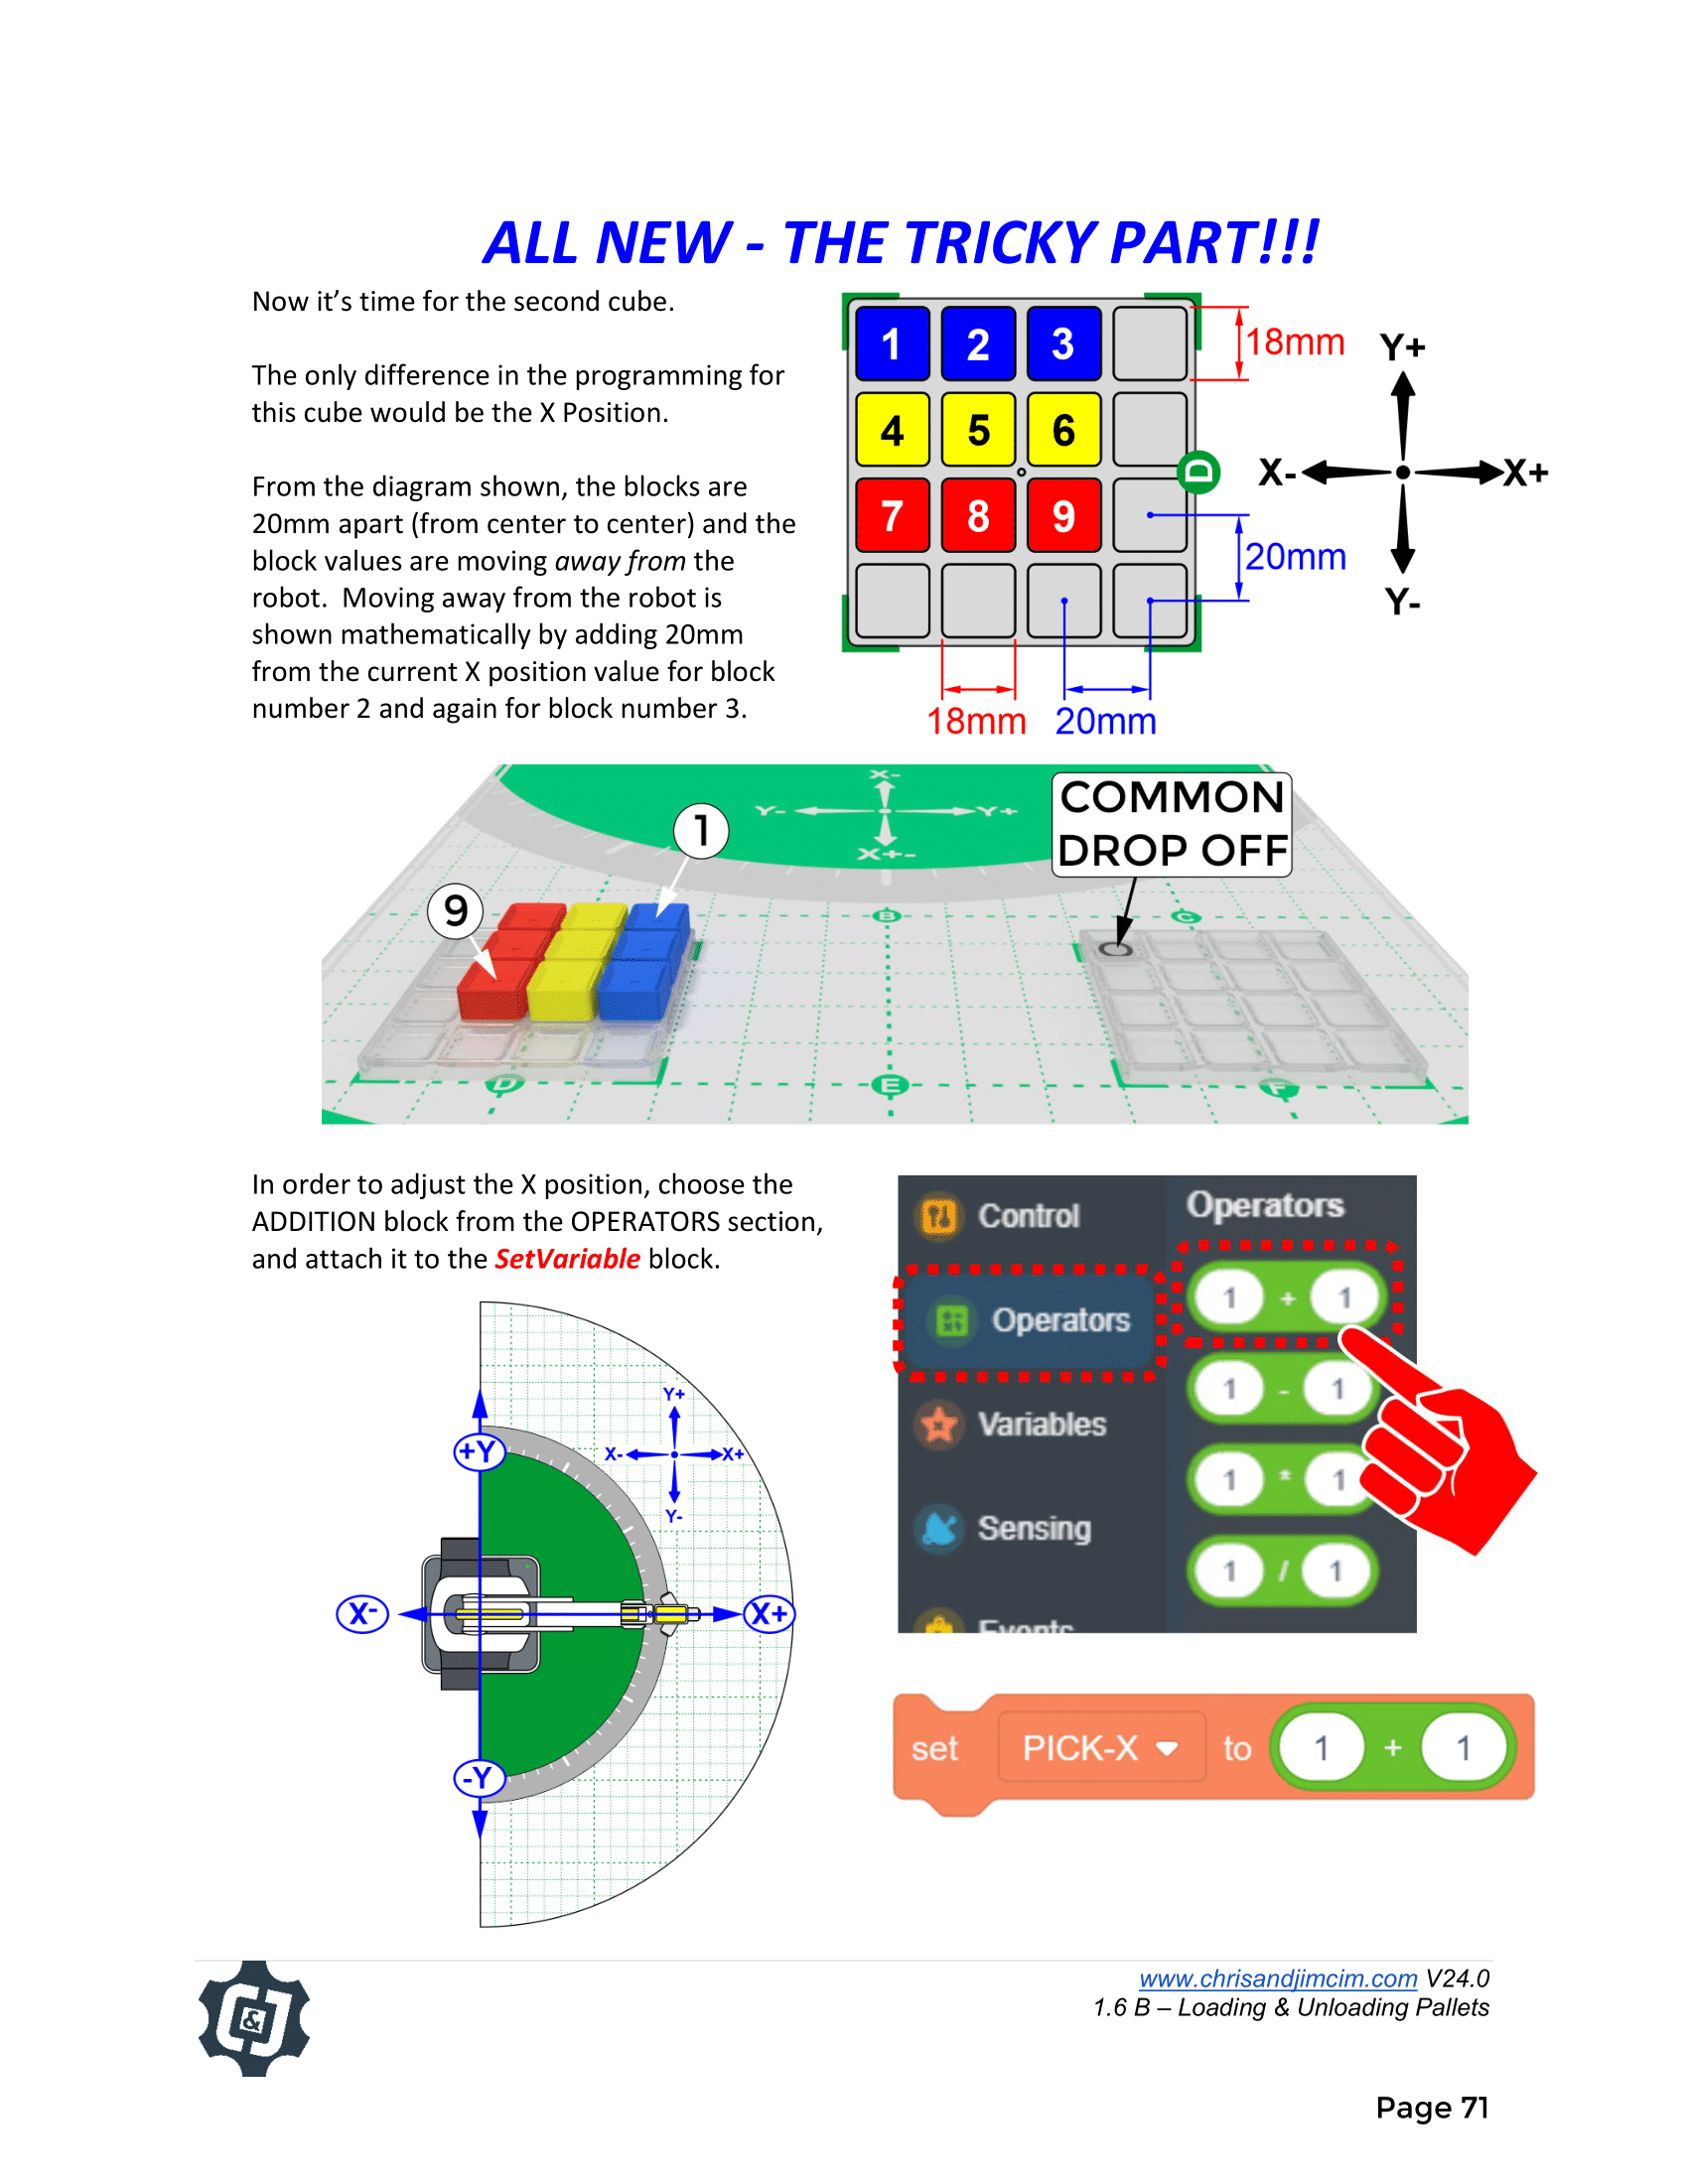 ALL NEW - THE TRICKY PART!!!
Now it’s time for the second cube.
The only difference in the programming for
this cube would be the X Position.
From the diagram shown, the blocks are
20mm apart (from center to center) and the
block values are moving away from the
robot.  Moving away from the robot is
shown mathematically by adding 20mm
from the current X position value for block
number 2 and again for block number 3.
1 2 3
4 5 6
7 8 9
D
18mm
20mm
18mm 20mm
Y+
X- X+
Y-
X-
Y- Y+
X+-
COMMON
DROP OFF
1
9
B
C
D
E
F
In order to adjust the X position, choose the
ADDITION block from the OPERATORS section,
and attach it to the SetVariable block.
Y+
X- X+
Y-
+Y
X- X+
-Y
Control
Operators
Variables
Sensing
Events
Operators
1 + 1
1 - 1
1 * 1
1 / 1
set PICK-X to 1 + 1
&
www.chrisandjimcim.com V24.0
1.6 B – Loading & Unloading Pallets
Page 71